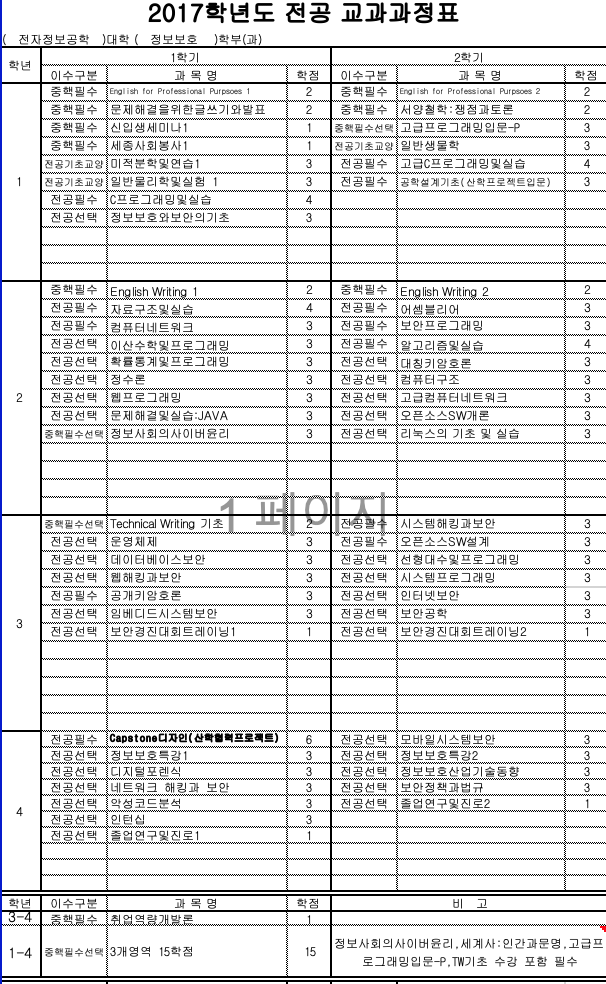 2017학년도 전공 교과과정표
( 전자정보공학 )대학 ( 정보보호 )학부(과)
학년 1학기 2학기
이수구분 과 목 명 학점 이수구분 과 목 명 학점
1
중핵필수 English for Professional Purpsoes 1 2 중핵필수 English for Professional Purpsoes 2 2
중핵필수 문제해결을위한글쓰기와발표 2 중핵필수 서양철학:쟁점과토론 2
중핵필수 신입생세미나1 1 중핵필수선택 고급프로그래밍입문-P 3
중핵필수 세종사회봉사1 1 전공기초교양 일반생물학 3
전공기초교양 미적분학및연습1 3 전공필수 고급C프로그래밍및실습 4
전공기초교양 일반물리학및실험 1 3 전공필수 공학설계기초(산학프로젝트입문) 3
전공필수 C프로그래밍및실습 4
전공선택 정보보호와보안의기초 3
2
중핵필수 English Writing 1 2 중핵필수 English Writing 2 2
전공필수 자료구조및실습 4 전공필수 어셈블리어 3
전공필수 컴퓨터네트워크 3 전공필수 보안프로그래밍 3
전공선택 이산수학및프로그래밍 3 전공필수 알고리즘및실습 4
전공선택 확률통계및프로그래밍 3 전공선택 대칭키암호론 3
전공선택 정수론 3 전공선택 컴퓨터구조 3
전공선택 웹프로그래밍 3 전공선택 고급컴퓨터네트워크 3
전공선택 문제해결및실습:JAVA 3 전공선택 오픈소스SW개론 3
중핵필수선택 정보사회의사이버윤리 3 전공선택 리눅스의 기초 및 실습 3
1 페이지
3
중핵필수선택 Technical Writing 기초 2 전공필수 시스템해킹과보안 3
전공선택 운영체제 3 전공필수 오픈소스SW설계 3
전공선택 데이터베이스보안 3 전공선택 선형대수및프로그래밍 3
전공선택 웹해킹과보안 3 전공선택 시스템프로그래밍 3
전공필수 공개키암호론 3 전공선택 인터넷보안 3
전공선택 임베디드시스템보안 3 전공선택 보안공학 3
전공선택 보안경진대회트레이닝1 1 전공선택 보안경진대회트레이닝2 1
4
전공필수 Capstone디자인(산학협력프로젝트) 6 전공선택 모바일시스템보안 3
전공선택 정보보호특강1 3 전공선택 정보보호특강2 3
전공선택 디지털포렌식 3 전공선택 정보보호산업기술동향 3
전공선택 네트워크 해킹과 보안 3 전공선택 보안정책과법규 3
전공선택 악성코드분석 3 전공선택 졸업연구및진로2 1
전공선택 인턴십 3
전공선택 졸업연구및진로1 1
학년 이수구분 과 목 명 학점 비 고
3-4 중핵필수 취업역량개발론 1
1-4 중핵필수선택 3개영역 15학점 15 정보사회의사이버윤리,세계사:인간과문명,고급프
로그래밍입문-P,TW기초 수강 포함 필수